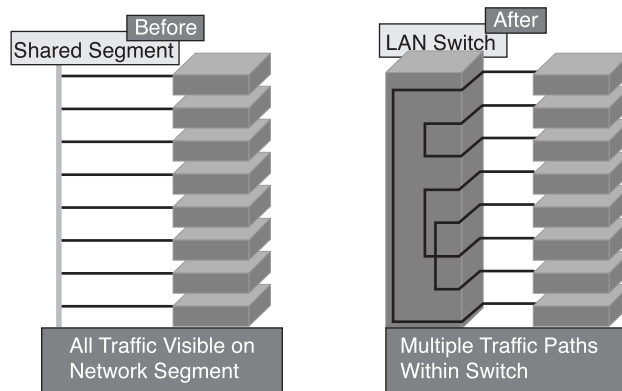 Before
Shared Segment
All Traffic Visible on
Network Segment
After
LAN Switch
Multiple Traffic Paths
Within Switch